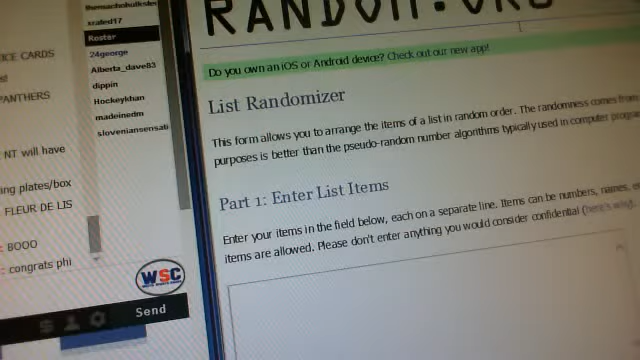 xraled17
Roster
24george
Alberta_dave83
dippin
Hockeykhan
madeinedm
sloveniansensati
ICE CARDS
PANTHERS
NT will have
ing plates/box
FLEUR DE LIS
: BOOO
: congrats phi
WSC
Send
RANDOM.ORG
Do you own an iOS or Android device? Check out our new app!
List Randomizer
This form allows you to arrange the items of a list in random order. The randomness comes from
purposes is better than the pseudo-random number algorithms typically used in computer program
Part 1: Enter List Items
Enter your items in the field below, each on a separate line. Items can be numbers, names, e
items are allowed. Please don't enter anything you would consider confidential (here's why).